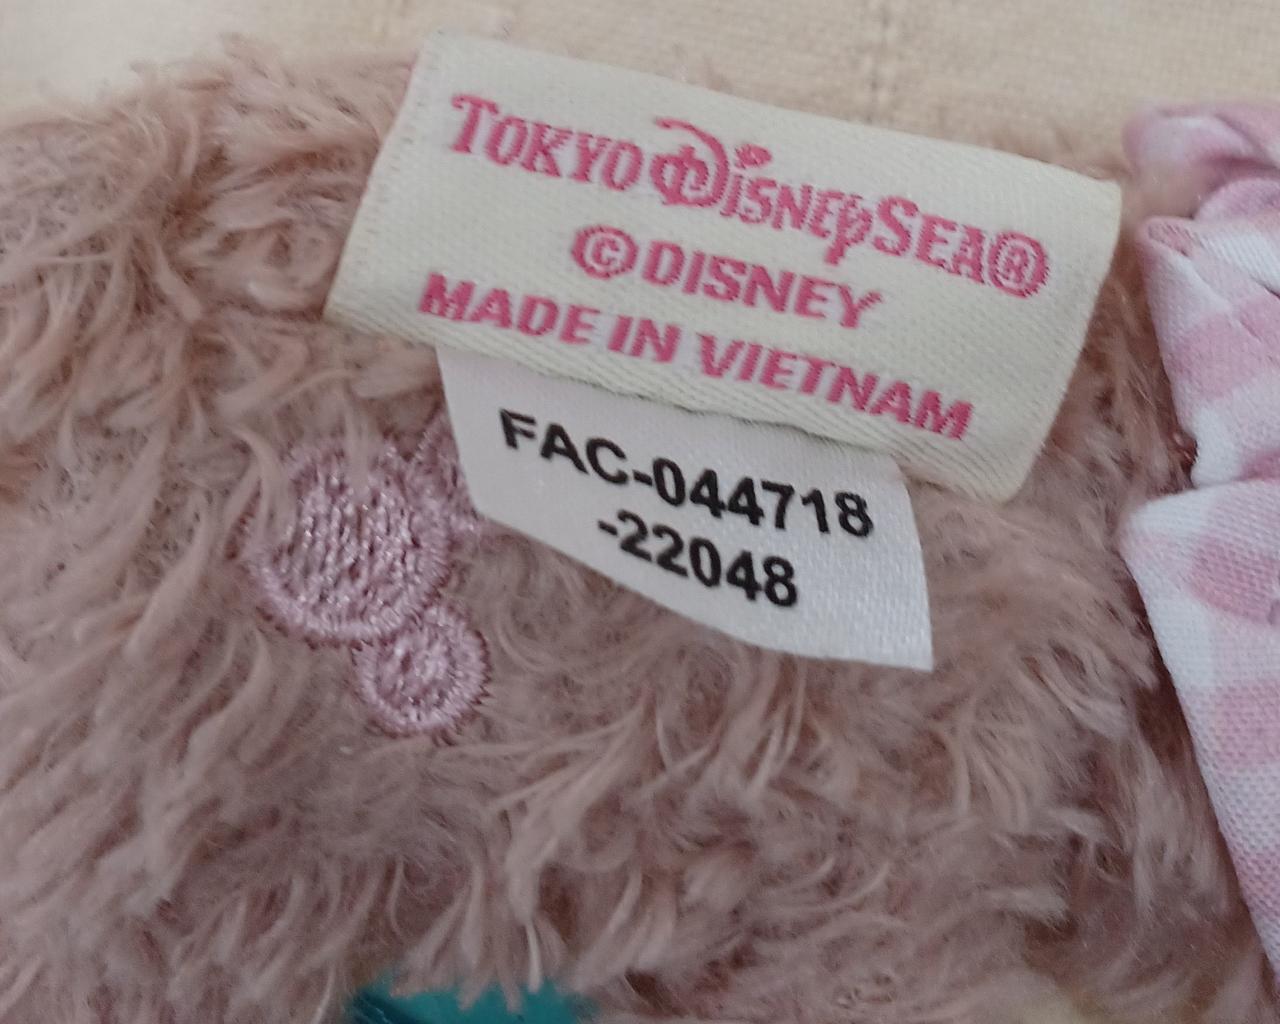 TOKYO DISNEYSEA®
©DISNEY
MADE IN VIETNAM
FAC-044718
-22048